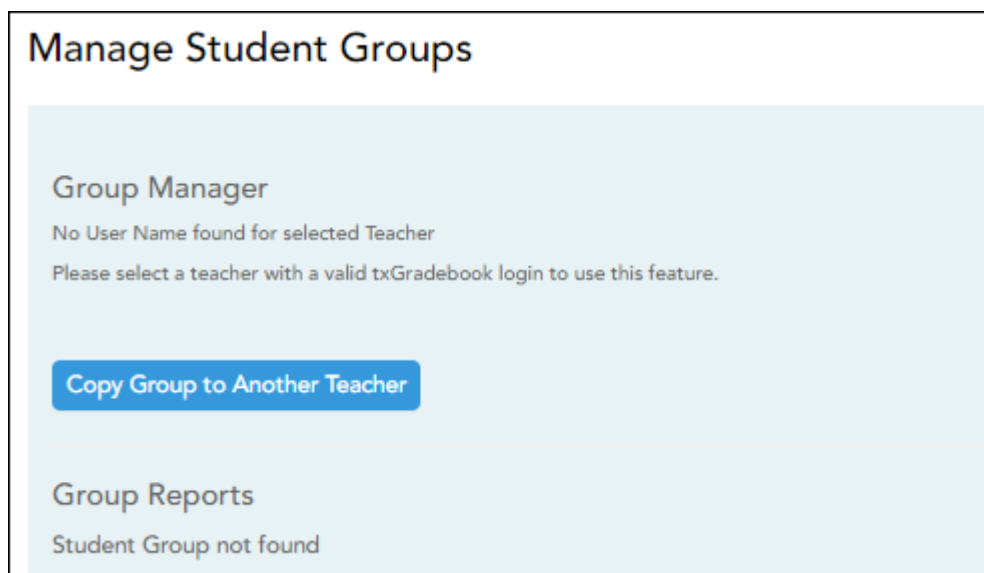 Manage Student Groups
Group Manager
No User Name found for selected Teacher
Please select a teacher with a valid txGradebook login to use this feature.
Copy Group to Another Teacher
Group Reports
Student Group not found